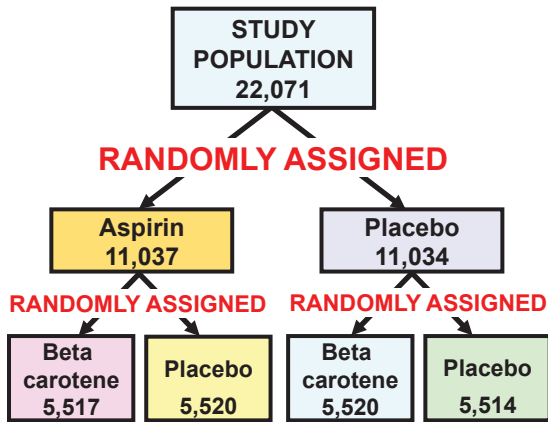 STUDY
POPULATION
22,071
RANDOMLY ASSIGNED
Aspirin
11,037
Placebo
11,034
RANDOMLY ASSIGNED
RANDOMLY ASSIGNED
Beta
carotene
5,517
Placebo
5,520
Beta
carotene
5,520
Placebo
5,514